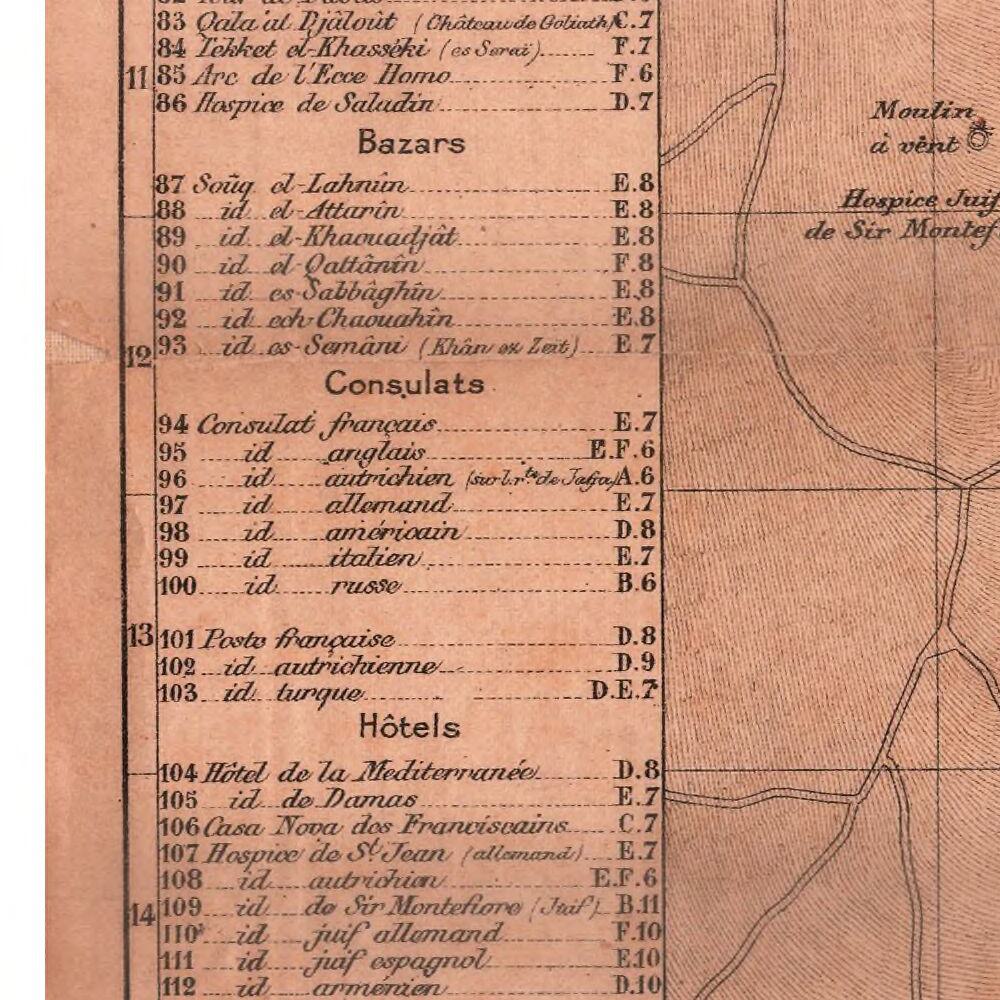 83 Qala'at Djâloût (Château de Goliath) C.7
84 Tekket el-Khasséki (es Seraï) F.7
11
85 Arc de l'Ecce Homo F.6
86 Hospice de Saladin D.7
Bazars
87 Soûq el-Lahnûn E.8
88 id el-Attarîn E.8
89 id el-Khaouadjât E.8
90 id el-Qattânîn F.8
91 id es-Sabbâghîn E.8
92 id ech-Chaouahîn E.8
12
93 id es-Semâni (Khân ez Zeit) E 7
Consulats
94 Consulat français E.7
95 id anglais E.F.6
96 id autrichien (sur l. rte de Jaffa) A.6
97 id allemand E.7
98 id américain D.8
99 id italien E.7
100 id russe B.6
13
101 Poste française D.8
102 id autrichienne D.9
103 id turque D.E.7
Hôtels
104 Hôtel de la Mediterranée D.8
105 id de Damas E.7
106 Casa Nova des Franciscains C.7
107 Hospice de St Jean (allemand) E.7
108 id autrichien E.F.6
14
109 id de Sir Montefiore (Juif) B.11
110 id juif allemand F.10
111 id juif espagnol E.10
112 id arménien D.10
Moulin
à vent
Hospice Juif
de Sir Montef